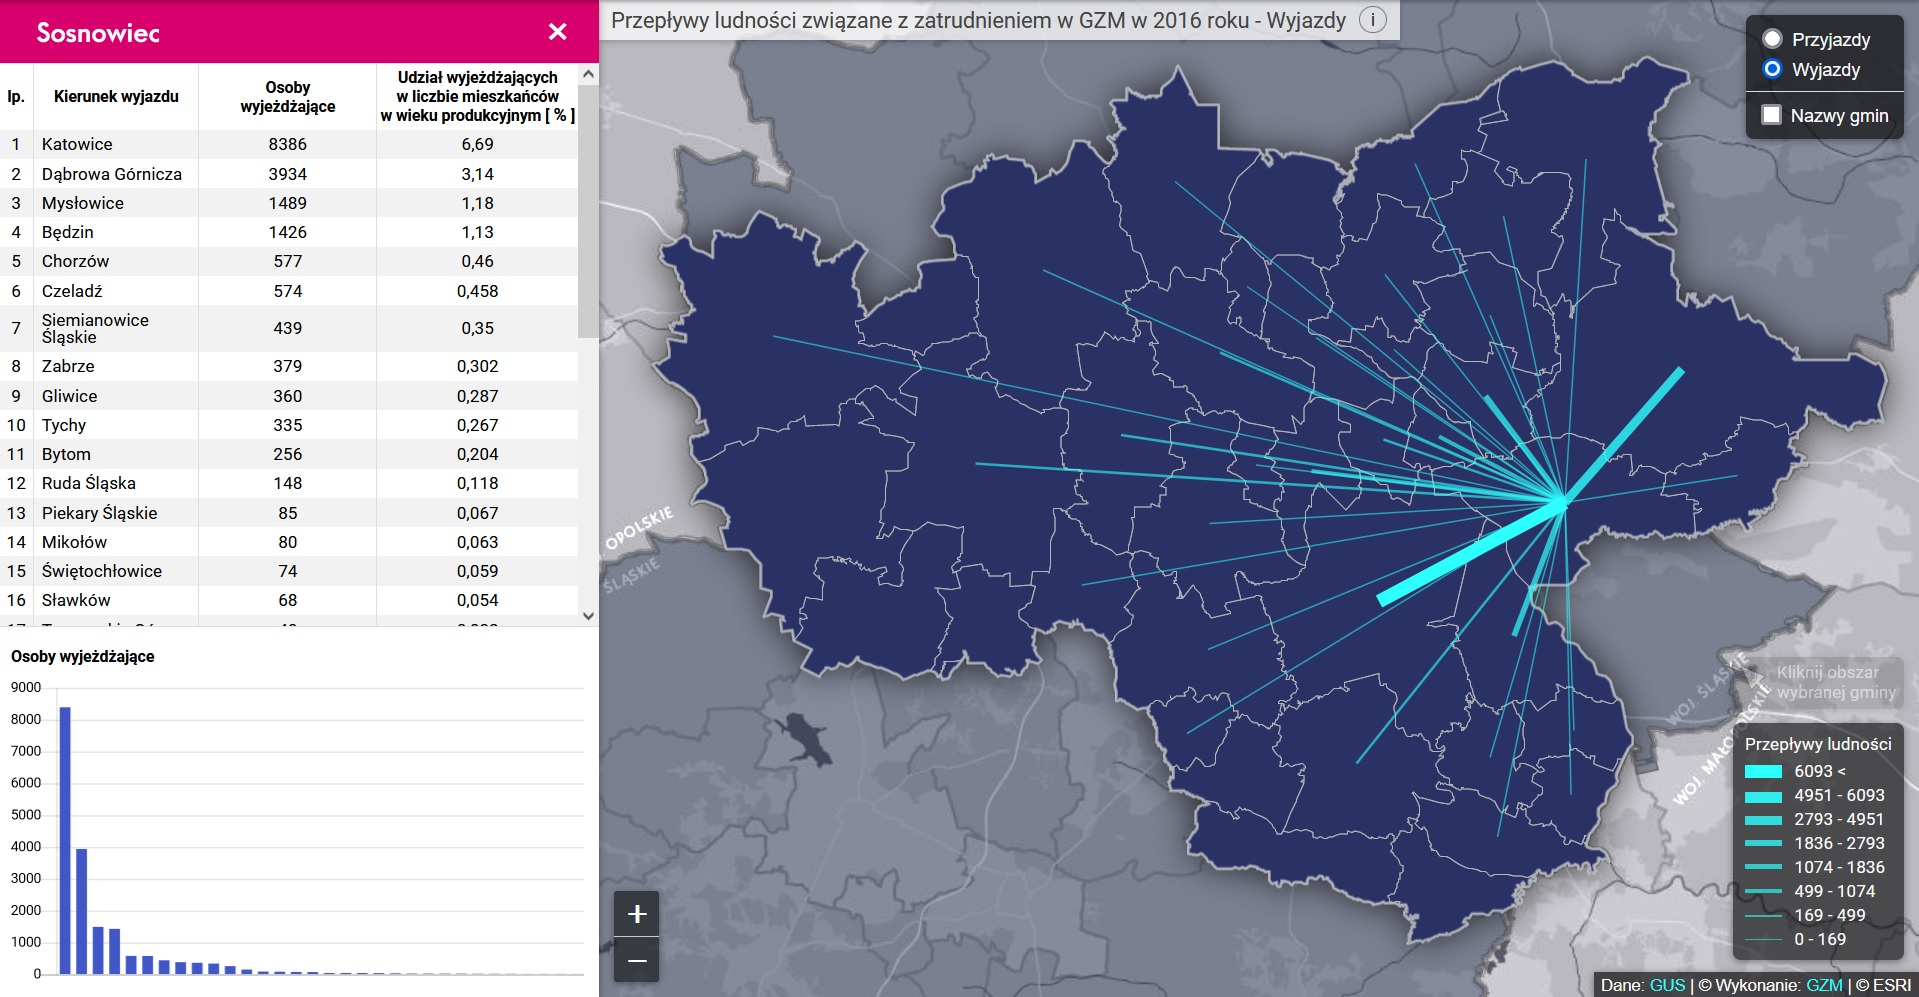 Sosnowiec
Przepływy ludności związane z zatrudnieniem w GZM w 2016 roku - Wyjazdy i
Przyjazdy
Wyjazdy
Nazwy gmin
lp. Kierunek wyjazdu Osoby wyjeżdżające Udział wyjeżdżających w liczbie mieszkańców w wieku produkcyjnym [ % ]
1 Katowice 8386 6,69
2 Dąbrowa Górnicza 3934 3,14
3 Mysłowice 1489 1,18
4 Będzin 1426 1,13
5 Chorzów 577 0,46
6 Czeladź 574 0,458
7 Siemianowice Śląskie 439 0,35
8 Zabrze 379 0,302
9 Gliwice 360 0,287
10 Tychy 335 0,267
11 Bytom 256 0,204
12 Ruda Śląska 148 0,118
13 Piekary Śląskie 85 0,067
14 Mikołów 80 0,063
15 Świętochłowice 74 0,059
16 Sławków 68 0,054
Osoby wyjeżdżające
9000
8000
7000
6000
5000
4000
3000
2000
1000
0
OPOLSKIE
ŚLĄSKIE
WOJ. ŚLĄSKIE
WOJ. MAŁOPOLSKIE
Kliknij obszar
wybranej gminy
Przepływy ludności
6093 <
4951 - 6093
2793 - 4951
1836 - 2793
1074 - 1836
499 - 1074
169 - 499
0 - 169
+
−
Dane: GUS | © Wykonanie: GZM | © ESRI